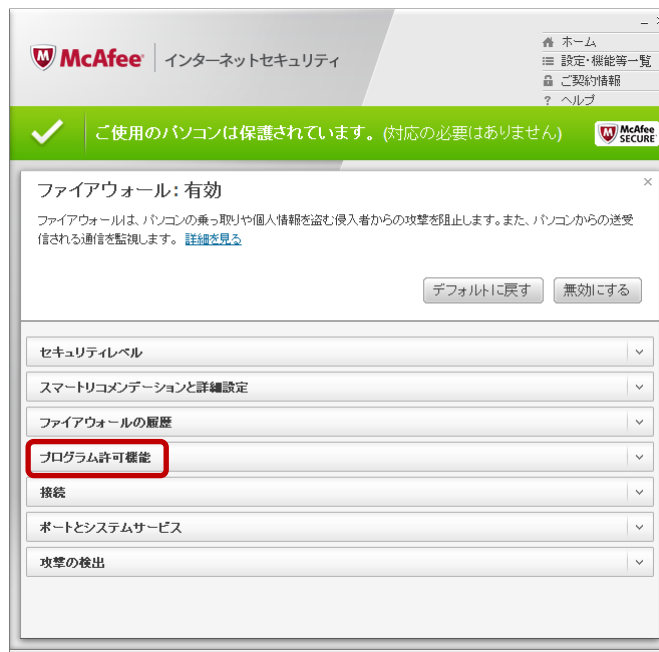 McAfee インターネットセキュリティ
ホーム
設定・機能等一覧
ご契約情報
? ヘルプ
ご使用のパソコンは保護されています。(対応の必要はありません)
McAfee
SECURE
ファイアウォール: 有効
ファイアウォールは、パソコンの乗っ取りや個人情報を盗む侵入者からの攻撃を阻止します。また、パソコンからの送受
信される通信を監視します。 詳細を見る
デフォルトに戻す 無効にする
セキュリティレベル
スマートリコメンデーションと詳細設定
ファイアウォールの履歴
プログラム許可機能
接続
ポートとシステムサービス
攻撃の検出